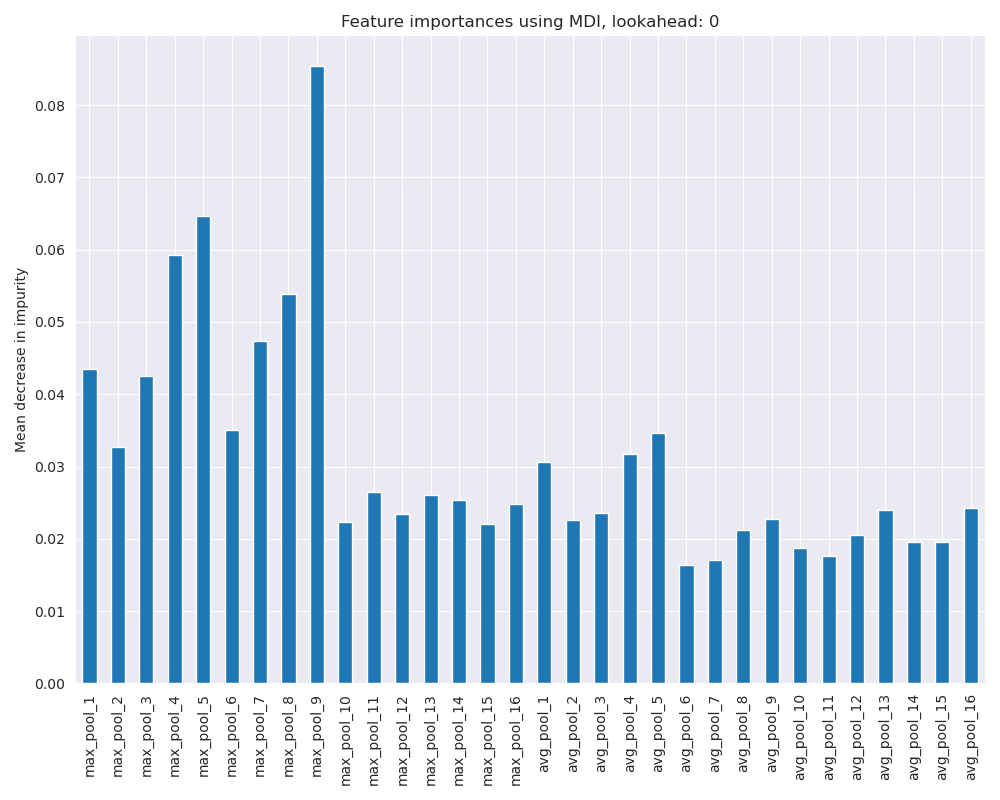 Feature importances using MDI, lookahead: 0
Mean decrease in impurity
0.08
0.07
0.06
0.05
0.04
0.03
0.02
0.01
0.00
max_pool_1
max_pool_2
max_pool_3
max_pool_4
max_pool_5
max_pool_6
max_pool_7
max_pool_8
max_pool_9
max_pool_10
max_pool_11
max_pool_12
max_pool_13
max_pool_14
max_pool_15
max_pool_16
avg_pool_1
avg_pool_2
avg_pool_3
avg_pool_4
avg_pool_5
avg_pool_6
avg_pool_7
avg_pool_8
avg_pool_9
avg_pool_10
avg_pool_11
avg_pool_12
avg_pool_13
avg_pool_14
avg_pool_15
avg_pool_16